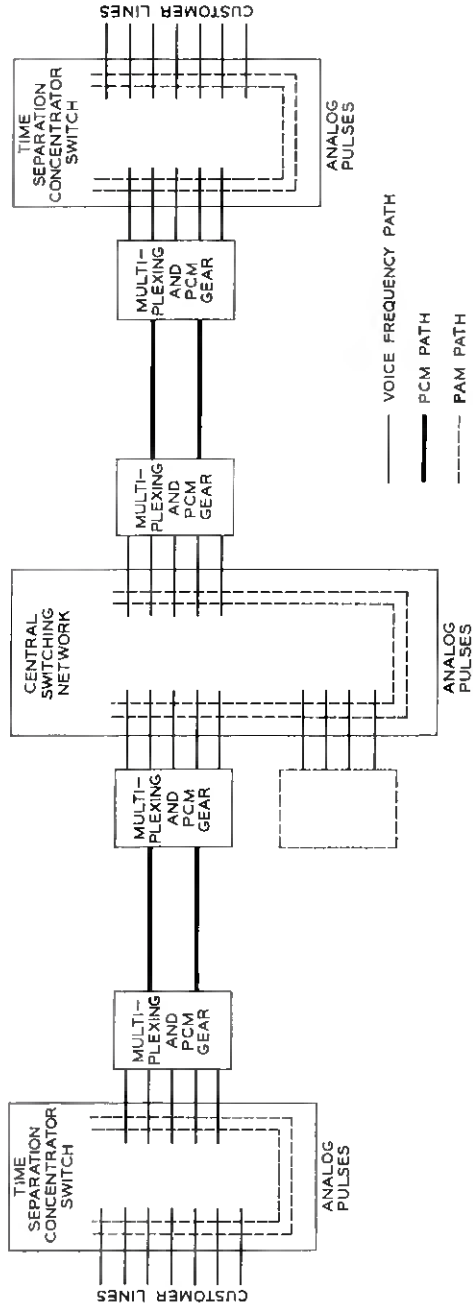 CUSTOMER LINES
TIME
SEPARATION
CONCENTRATOR
SWITCH
ANALOG
PULSES
MULTI-
PLEXING
AND
PCM
GEAR
MULTI-
PLEXING
AND
PCM
GEAR
CENTRAL
SWITCHING
NETWORK
ANALOG
PULSES
MULTI-
PLEXING
AND
PCM
GEAR
MULTI-
PLEXING
AND
PCM
GEAR
TIME
SEPARATION
CONCENTRATOR
SWITCH
ANALOG
PULSES
CUSTOMER LINES
VOICE FREQUENCY PATH
PCM PATH
PAM PATH